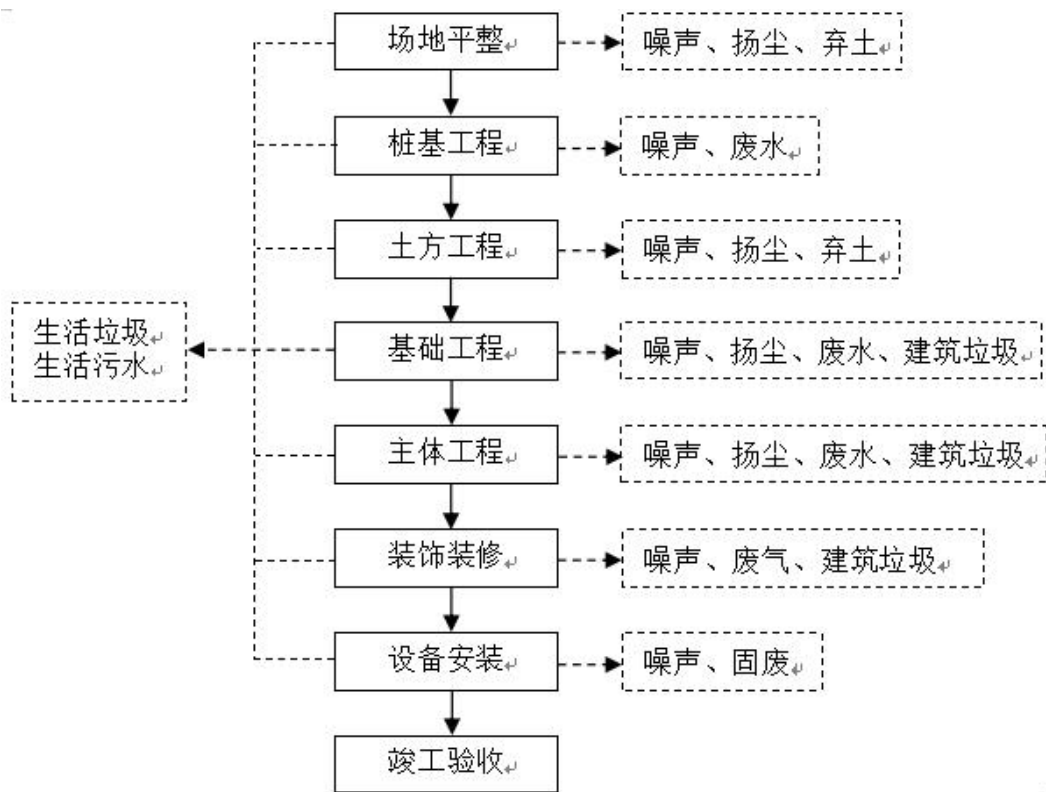 场地平整
噪声、扬尘、弃土
桩基工程
噪声、废水
土方工程
噪声、扬尘、弃土
生活垃圾
生活污水
基础工程
噪声、扬尘、废水、建筑垃圾
主体工程
噪声、扬尘、废水、建筑垃圾
装饰装修
噪声、废气、建筑垃圾
设备安装
噪声、固废
竣工验收